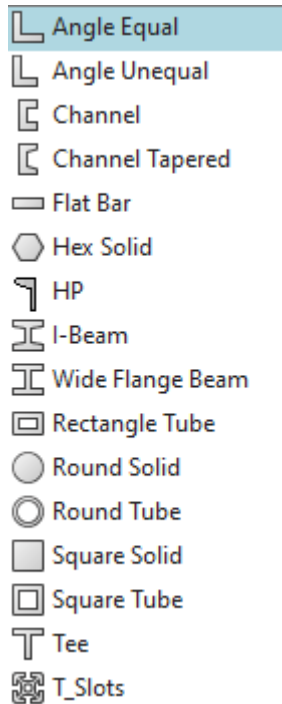 Angle Equal
Angle Unequal
Channel
Channel Tapered
Flat Bar
Hex Solid
HP
I-Beam
Wide Flange Beam
Rectangle Tube
Round Solid
Round Tube
Square Solid
Square Tube
Tee
T_Slots